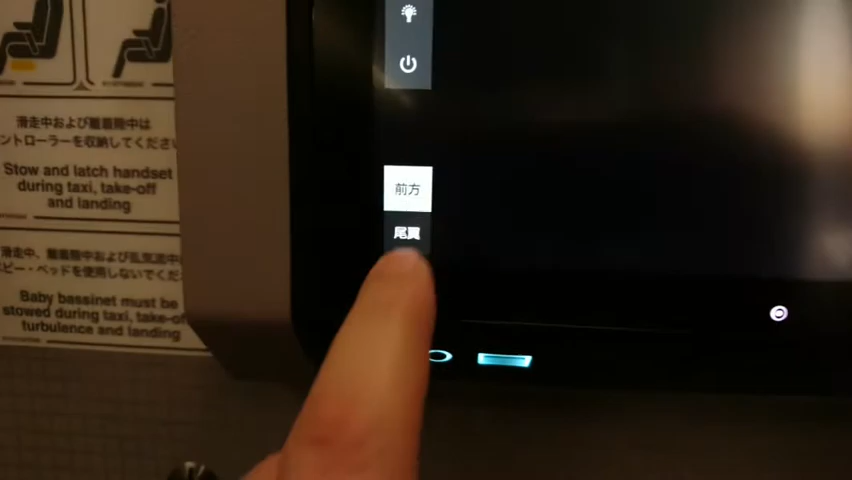 滑走中および離着陸中は
ントローラーを収納してくださ
Stow and latch handset
during taxi, take-off
and landing
滑走中、離着陸中および乱気流中
ビー・ベッドを使用しないでくだ
Baby bassinet must be
stowed during taxi, take-o
turbulence and landing
前方
尾翼